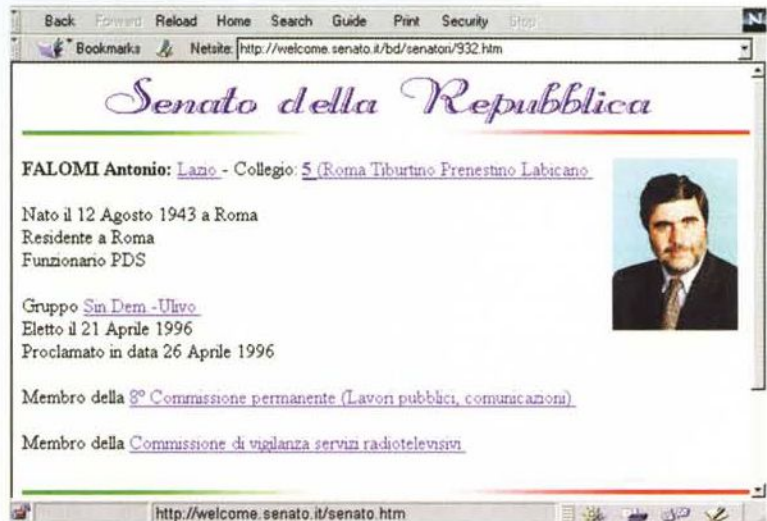 Back Forward Reload Home Search Guide Print Security Stop
N
Bookmarks Netsite: http://welcome.senato.it/bd/senatori/932.htm
Senato della Repubblica
FALOMI Antonio: Lazio - Collegio: 5 (Roma Tiburtino Prenestino Labicano
Nato il 12 Agosto 1943 a Roma
Residente a Roma
Funzionario PDS
Gruppo Sin.Dem.-Ulivo
Eletto il 21 Aprile 1996
Proclamato in data 26 Aprile 1996
Membro della 8º Commissione permanente (Lavori pubblici, comunicazioni)
Membro della Commissione di vigilanza servizi radiotelevisivi
http://welcome.senato.it/senato.htm